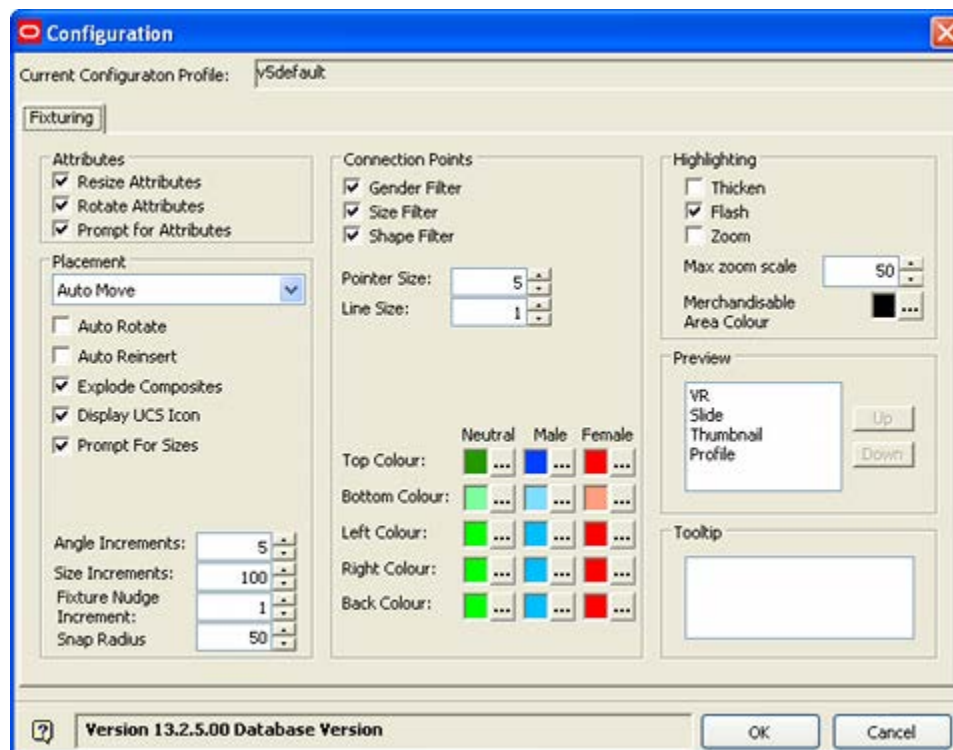 Configuration
Current Configuraton Profile: v5default
Fixturing
Attributes
Resize Attributes
Rotate Attributes
Prompt for Attributes
Placement
Auto Move
Auto Rotate
Auto Reinsert
Explode Composites
Display UCS Icon
Prompt For Sizes
Angle Increments: 5
Size Increments: 100
Fixture Nudge
Increment: 1
Snap Radius 50
Connection Points
Gender Filter
Size Filter
Shape Filter
Pointer Size: 5
Line Size: 1
Neutral Male Female
Top Colour: ... ... ...
Bottom Colour: ... ... ...
Left Colour: ... ... ...
Right Colour: ... ... ...
Back Colour: ... ... ...
Highlighting
Thicken
Flash
Zoom
Max zoom scale 50
Merchandisable
Area Colour ...
Preview
VR
Slide
Thumbnail
Profile
Up
Down
Tooltip
Version 13.2.5.00 Database Version
OK Cancel